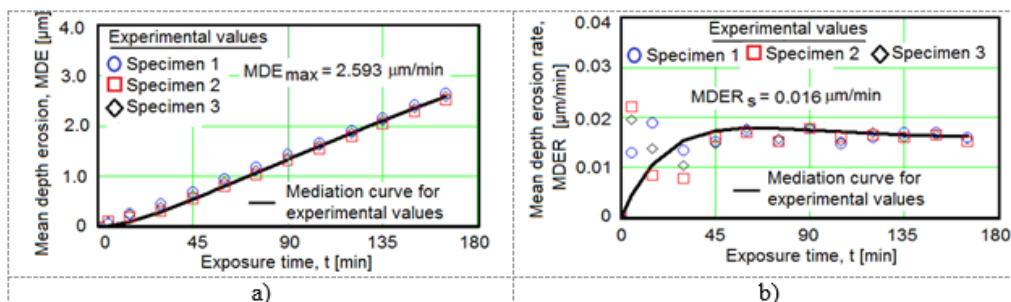 4.0
3.0
2.0
1.0
0
Mean depth erosion, MDE [µm]
Experimental values
Specimen 1
Specimen 2
Specimen 3
MDE max = 2.593 µm/min
Mediation curve for
experimental values
0 45 90 135 180
Exposure time, t [min]
a)
0.04
0.03
0.02
0.01
0
Mean depth erosion rate,
MDER [µm/min]
Experimental values
Specimen 1 Specimen 2 Specimen 3
MDER s = 0.016 µm/min
Mediation curve for
experimental values
0 45 90 135 180
Exposure time, t [min]
b)